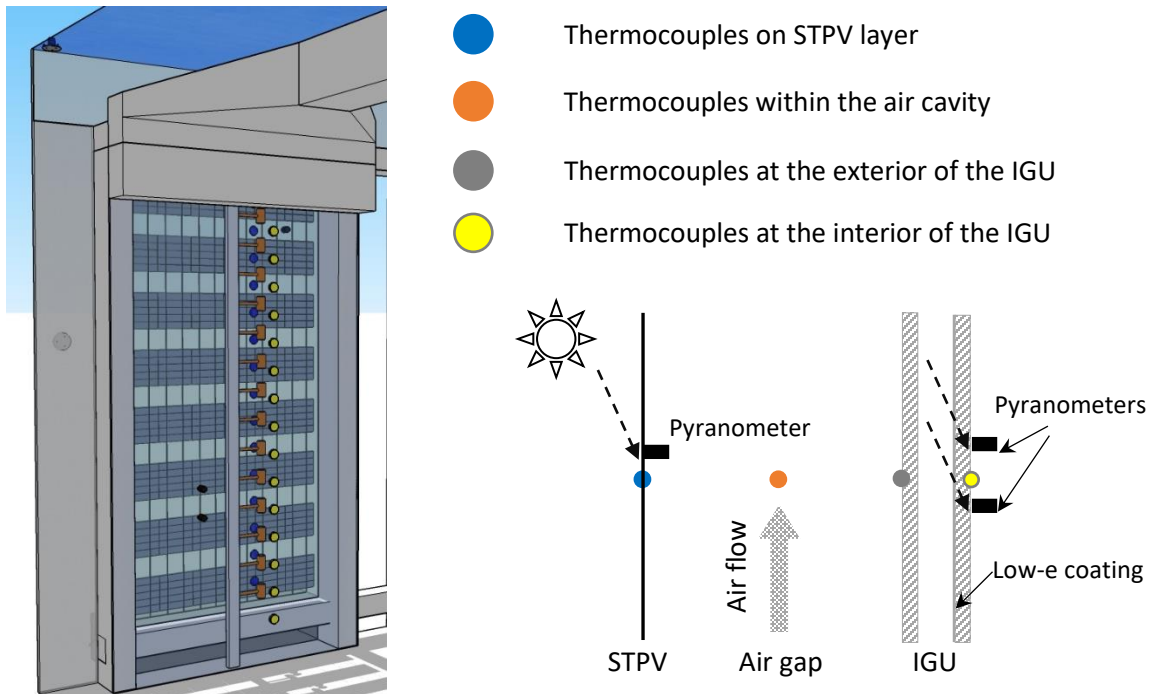 Thermocouples on STPV layer
Thermocouples within the air cavity
Thermocouples at the exterior of the IGU
Thermocouples at the interior of the IGU
Pyranometer
Pyranometers
Air flow
Low-e coating
STPV
Air gap
IGU